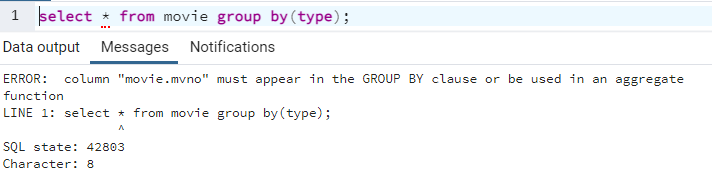 1 select * from movie group by(type);
Data output Messages Notifications
ERROR:  column "movie.mvno" must appear in the GROUP BY clause or be used in an aggregate
function
LINE 1: select * from movie group by(type);
^
SQL state: 42803
Character: 8